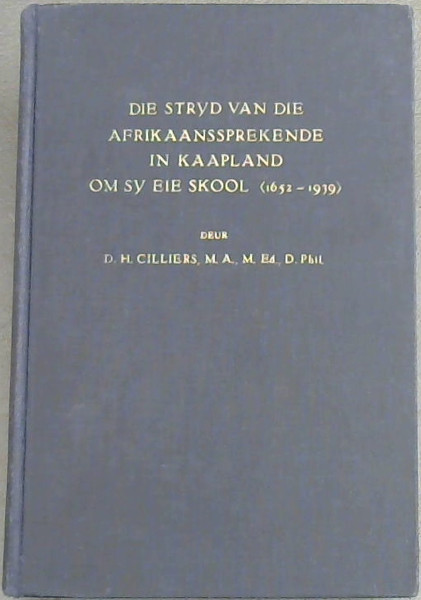 DIE STRYD VAN DIE
AFRIKAANSSPREKENDE
IN KAAPLAND
OM SY EIE SKOOL (1652-1939)
DEUR
D. H. CILLIERS, M. A., M. Ed., D. Phil.